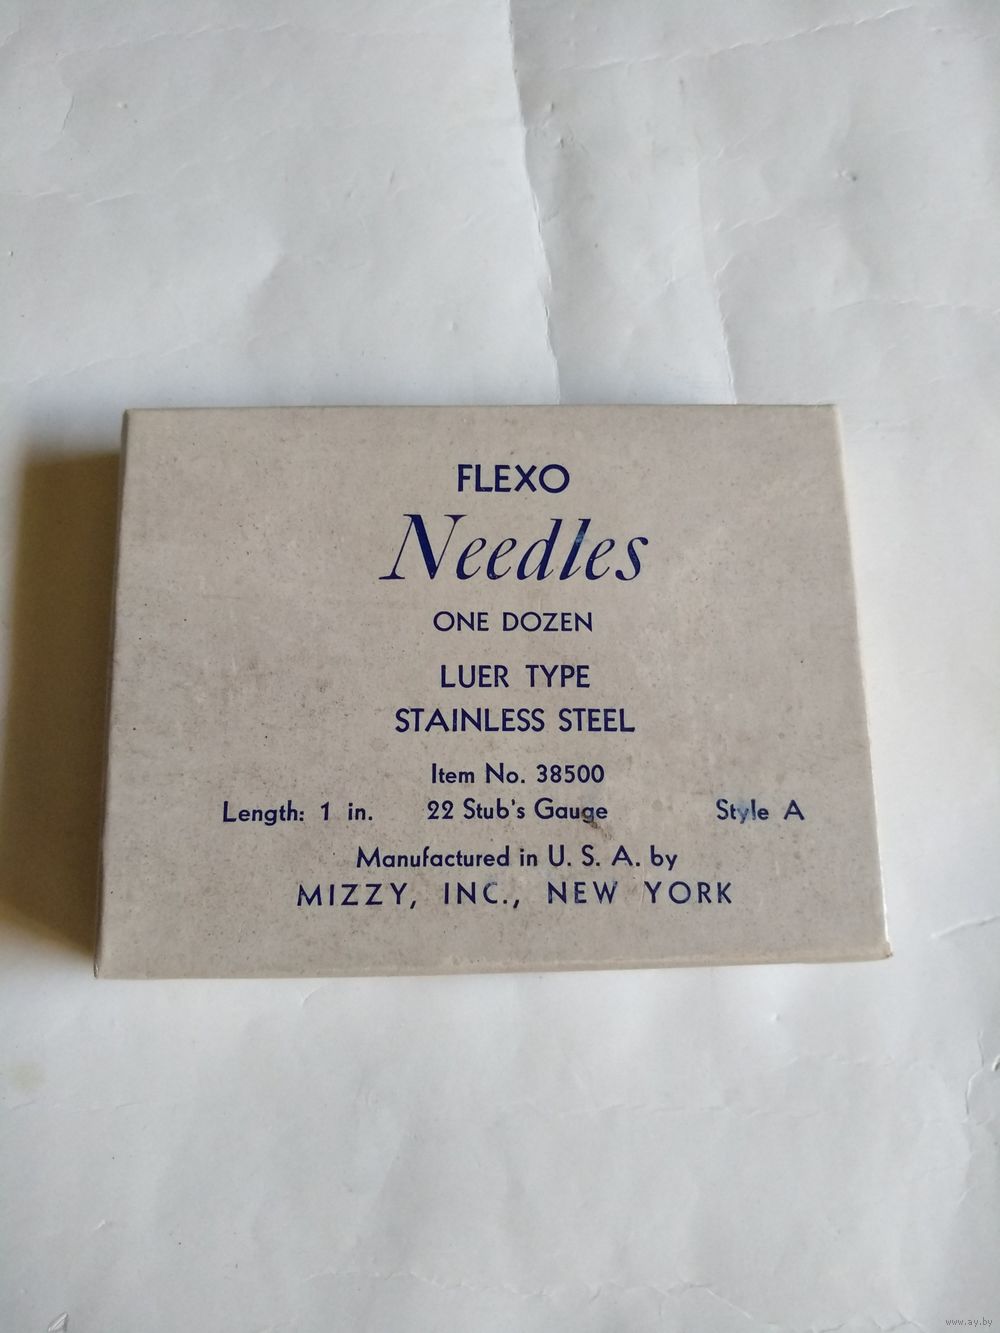 FLEXO
Needles
ONE DOZEN
LUER TYPE
STAINLESS STEEL
Item No. 38500
Length: 1 in. 22 Stub's Gauge Style A
Manufactured in U. S. A. by
MIZZY, INC., NEW YORK
www.ay.by